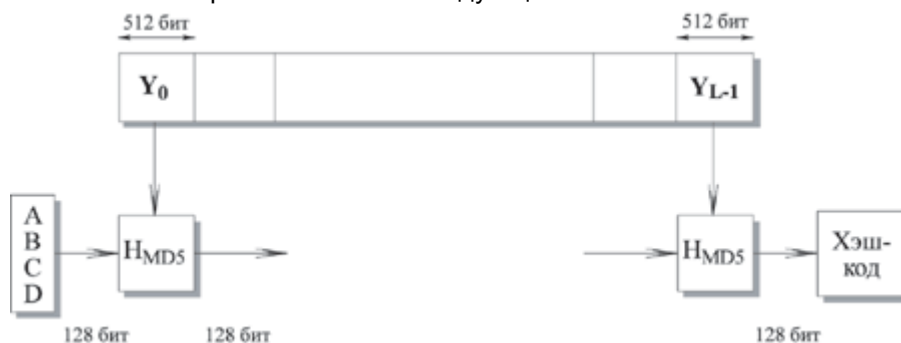 512 бит 512 бит
Y0 YL-1
A
B
C
D
HMD5 HMD5
Хэш-
код
128 бит 128 бит 128 бит